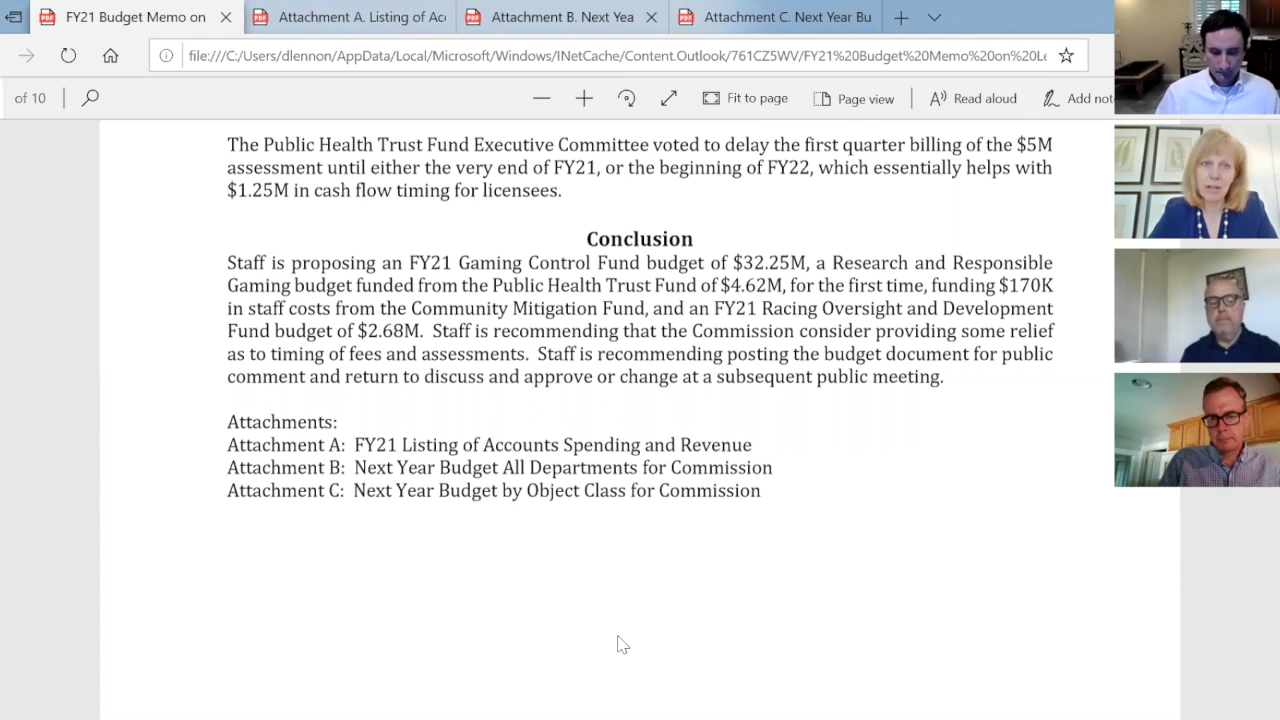 FY21 Budget Memo on
Attachment A. Listing of Ac
Attachment B. Next Yea
Attachment C. Next Year Bu
file:///C:/Users/dlennon/AppData/Local/Microsoft/Windows/INetCache/Content.Outlook/761CZ5WV/FY21%20Budget%20Memo%20on%20Le
of 10
Fit to page
Page view
Read aloud
Add not
The Public Health Trust Fund Executive Committee voted to delay the first quarter billing of the $5M
assessment until either the very end of FY21, or the beginning of FY22, which essentially helps with
$1.25M in cash flow timing for licensees.
Conclusion
Staff is proposing an FY21 Gaming Control Fund budget of $32.25M, a Research and Responsible
Gaming budget funded from the Public Health Trust Fund of $4.62M, for the first time, funding $170K
in staff costs from the Community Mitigation Fund, and an FY21 Racing Oversight and Development
Fund budget of $2.68M. Staff is recommending that the Commission consider providing some relief
as to timing of fees and assessments. Staff is recommending posting the budget document for public
comment and return to discuss and approve or change at a subsequent public meeting.
Attachments:
Attachment A: FY21 Listing of Accounts Spending and Revenue
Attachment B: Next Year Budget All Departments for Commission
Attachment C: Next Year Budget by Object Class for Commission